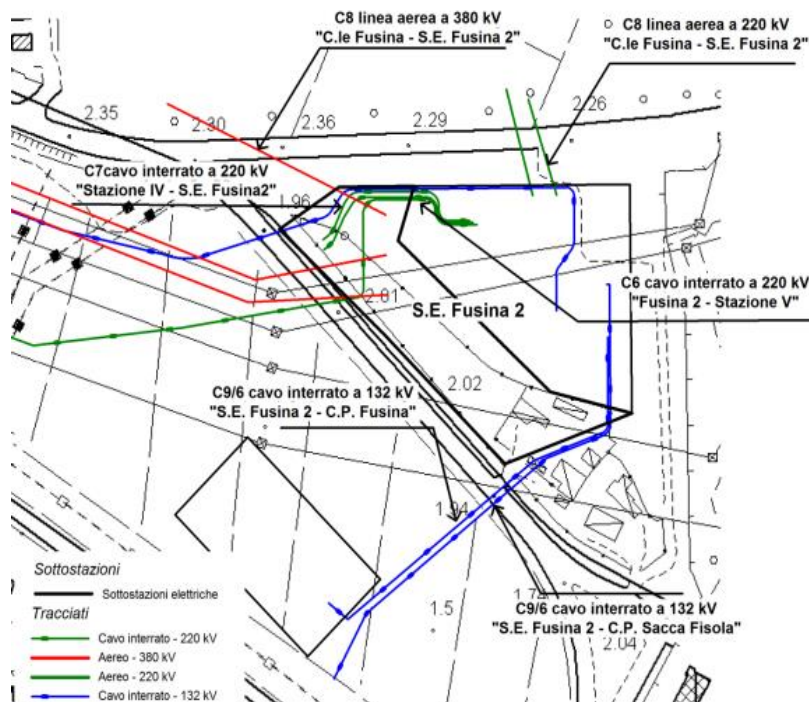 C8 linea aerea a 380 kV
"C.le Fusina - S.E. Fusina 2"
C8 linea aerea a 220 kV
"C.le Fusina - S.E. Fusina 2"
2.35
2.30
2.36
2.29
2.26
C7cavo interrato a 220 kV
"Stazione IV - S.E. Fusina2"
1.96
C6 cavo interrato a 220 kV
"Fusina 2 - Stazione V"
2.01
S.E. Fusina 2
2.02
C9/6 cavo interrato a 132 kV
"S.E. Fusina 2 - C.P. Fusina"
1.94
1.74
1.5
C9/6 cavo interrato a 132 kV
"S.E. Fusina 2 - C.P. Sacca Fisola"
2.04
Sottostazioni
Sottostazioni elettriche
Tracciati
Cavo interrato - 220 kV
Aereo - 380 kV
Aereo - 220 kV
Cavo interrato - 132 kV